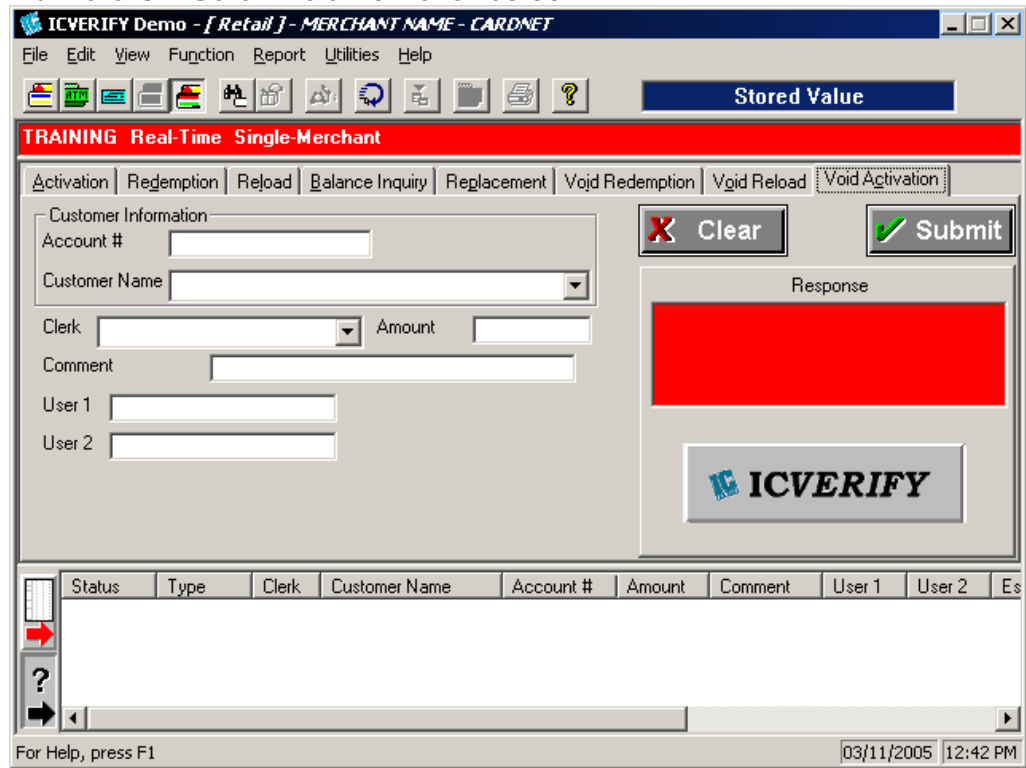 ICVERIFY Demo - [ Retail ] - MERCHANT NAME - CARDNET
File Edit View Function Report Utilities Help
ATM
Stored Value
TRAINING Real-Time Single-Merchant
Activation Redemption Reload Balance Inquiry Replacement Void Redemption Void Reload Void Activation
Customer Information
Account #
Clear
Submit
Customer Name
Response
Clerk
Amount
Comment
User 1
User 2
ICVERIFY
Status Type Clerk Customer Name Account # Amount Comment User 1 User 2 Es
?
For Help, press F1
03/11/2005 12:42 PM